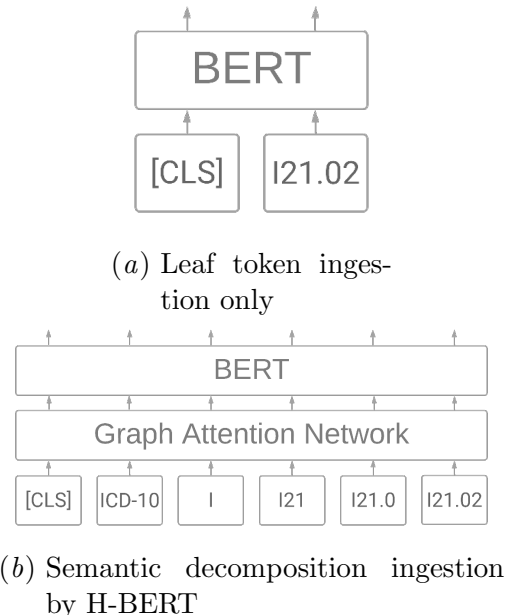 BERT
[CLS] I21.02
(a) Leaf token inges-
tion only
BERT
Graph Attention Network
[CLS] ICD-10 I I21 I21.0 I21.02
(b) Semantic decomposition ingestion
by H-BERT